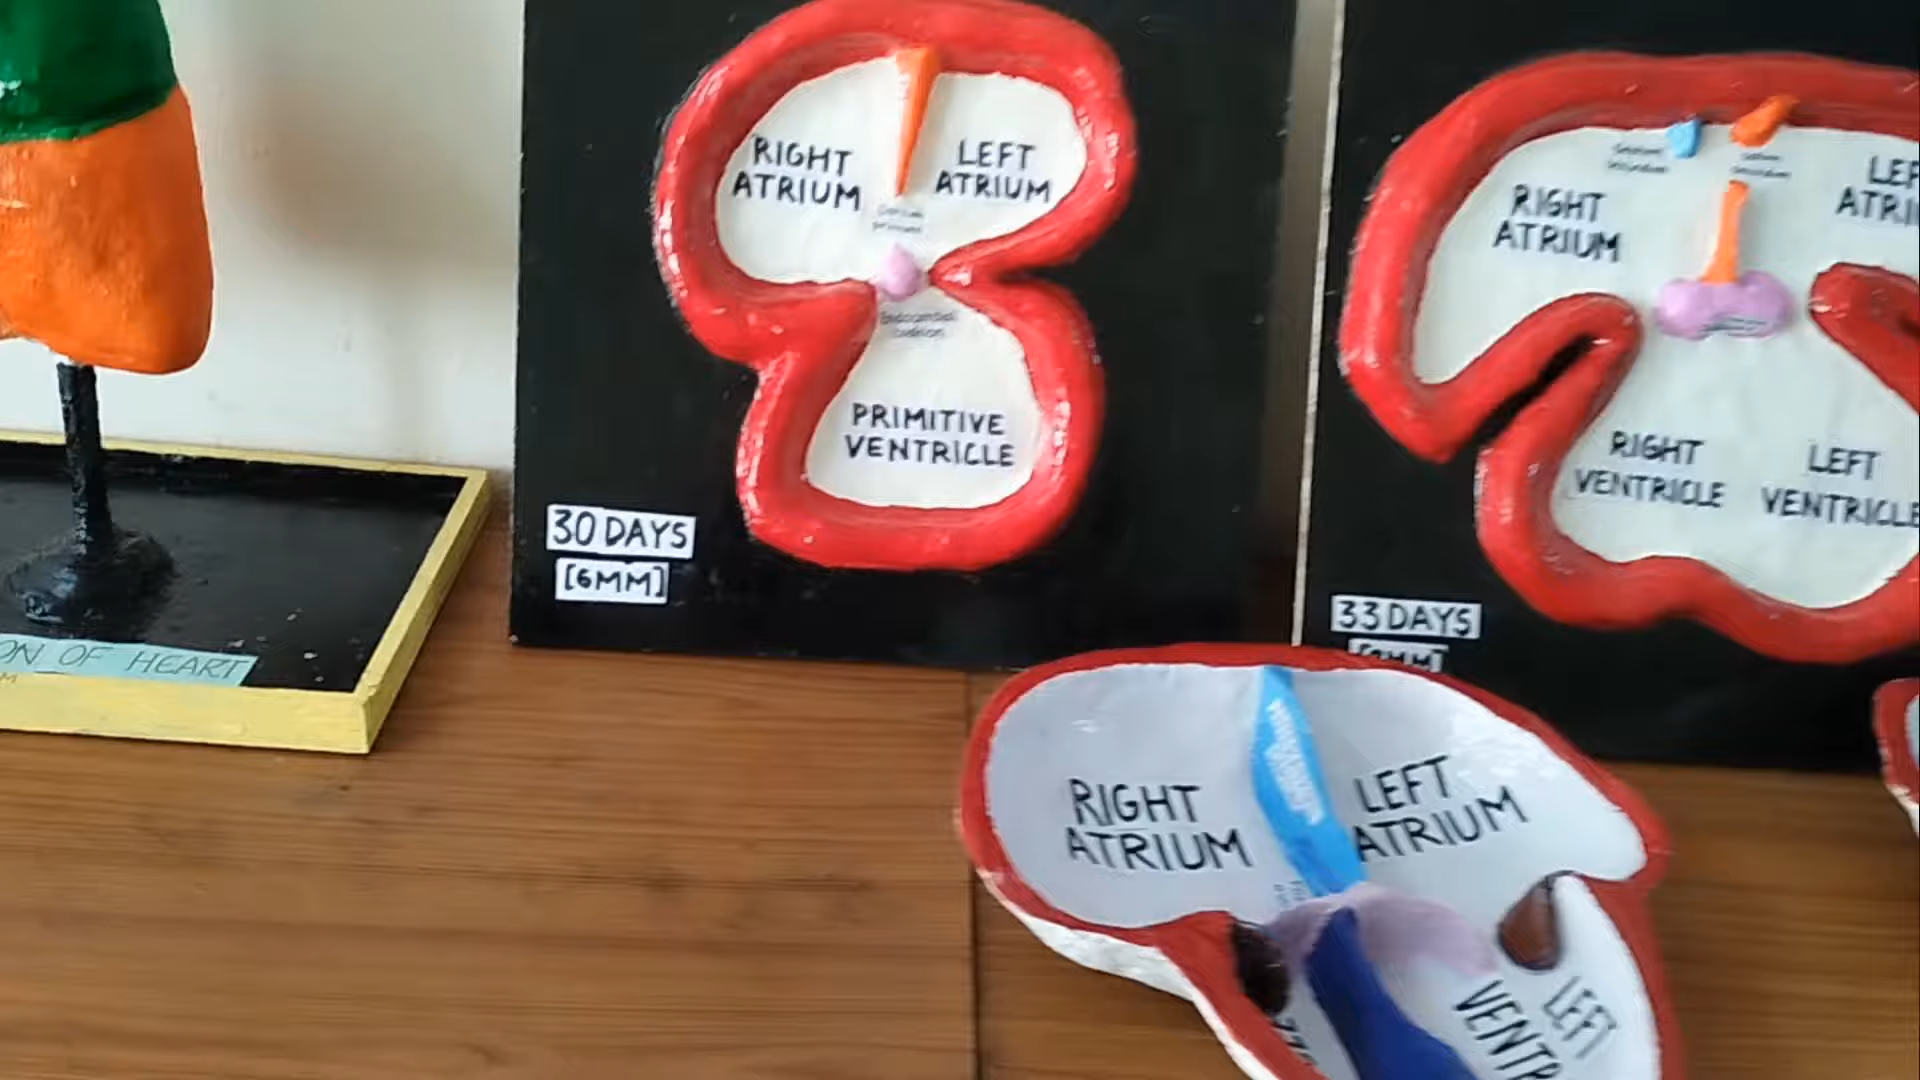 RIGHT
ATRIUM
LEFT
ATRIUM
PRIMITIVE
VENTRICLE
30 DAYS
[6MM]
RIGHT
ATRIUM
LEF
ATRI
RIGHT
VENTRICLE
LEFT
VENTRICLE
33 DAYS
ON OF HEART
RIGHT
ATRIUM
LEFT
ATRIUM
LEFT
VENTR